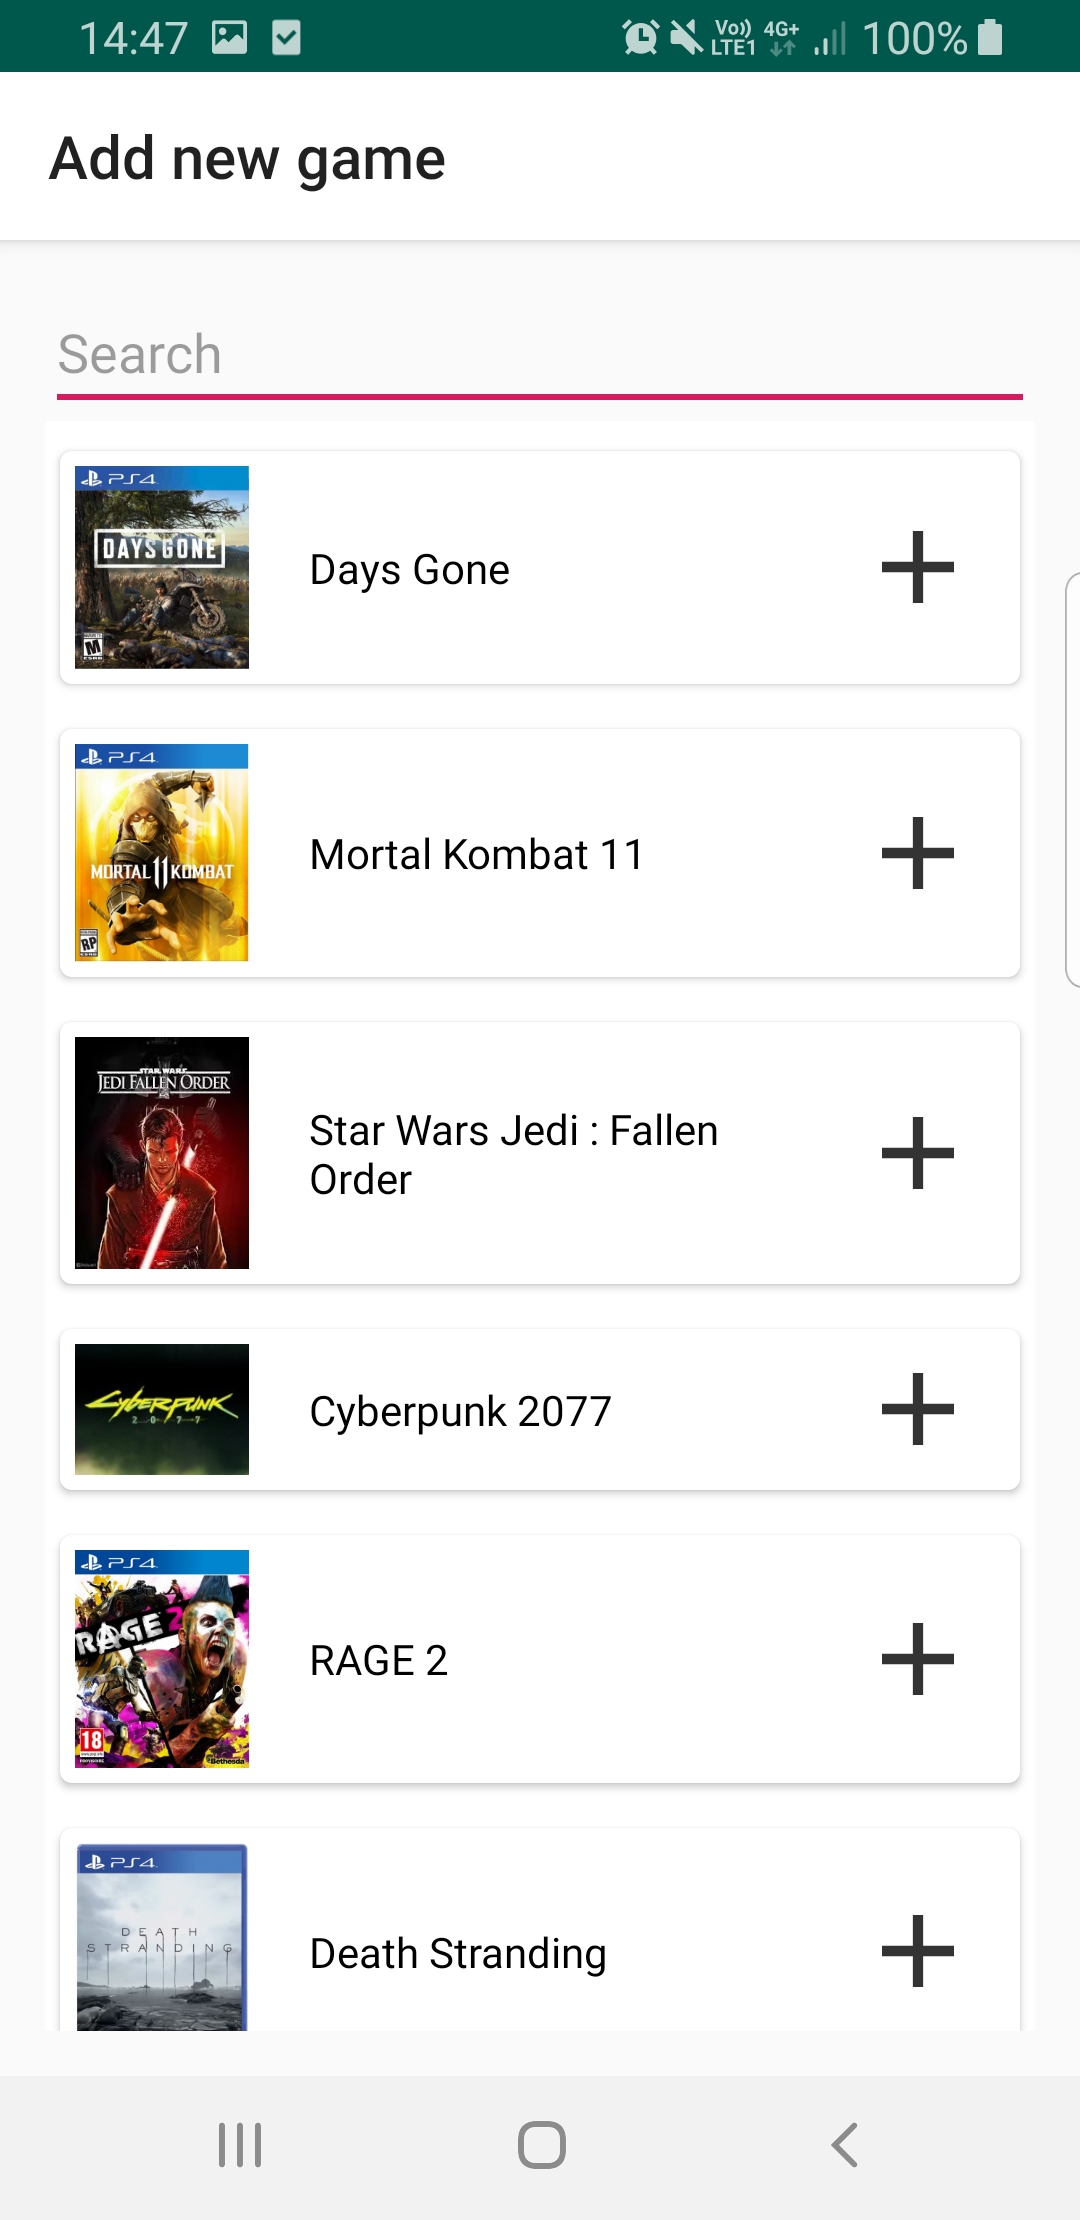 14:47
Vo)) 4G+
LTE1
100%
Add new game
Search
PS4
DAYS GONE
M
ESRB
Days Gone
PS4
MORTAL 11 KOMBAT
RP
ESRB
Mortal Kombat 11
STAR WARS
JEDI FALLEN ORDER
Star Wars Jedi : Fallen
Order
Cyberpunk
2077
Cyberpunk 2077
PS4
RAGE 2
18
Bethesda
RAGE 2
PS4
DEATH
STRANDING
Death Stranding